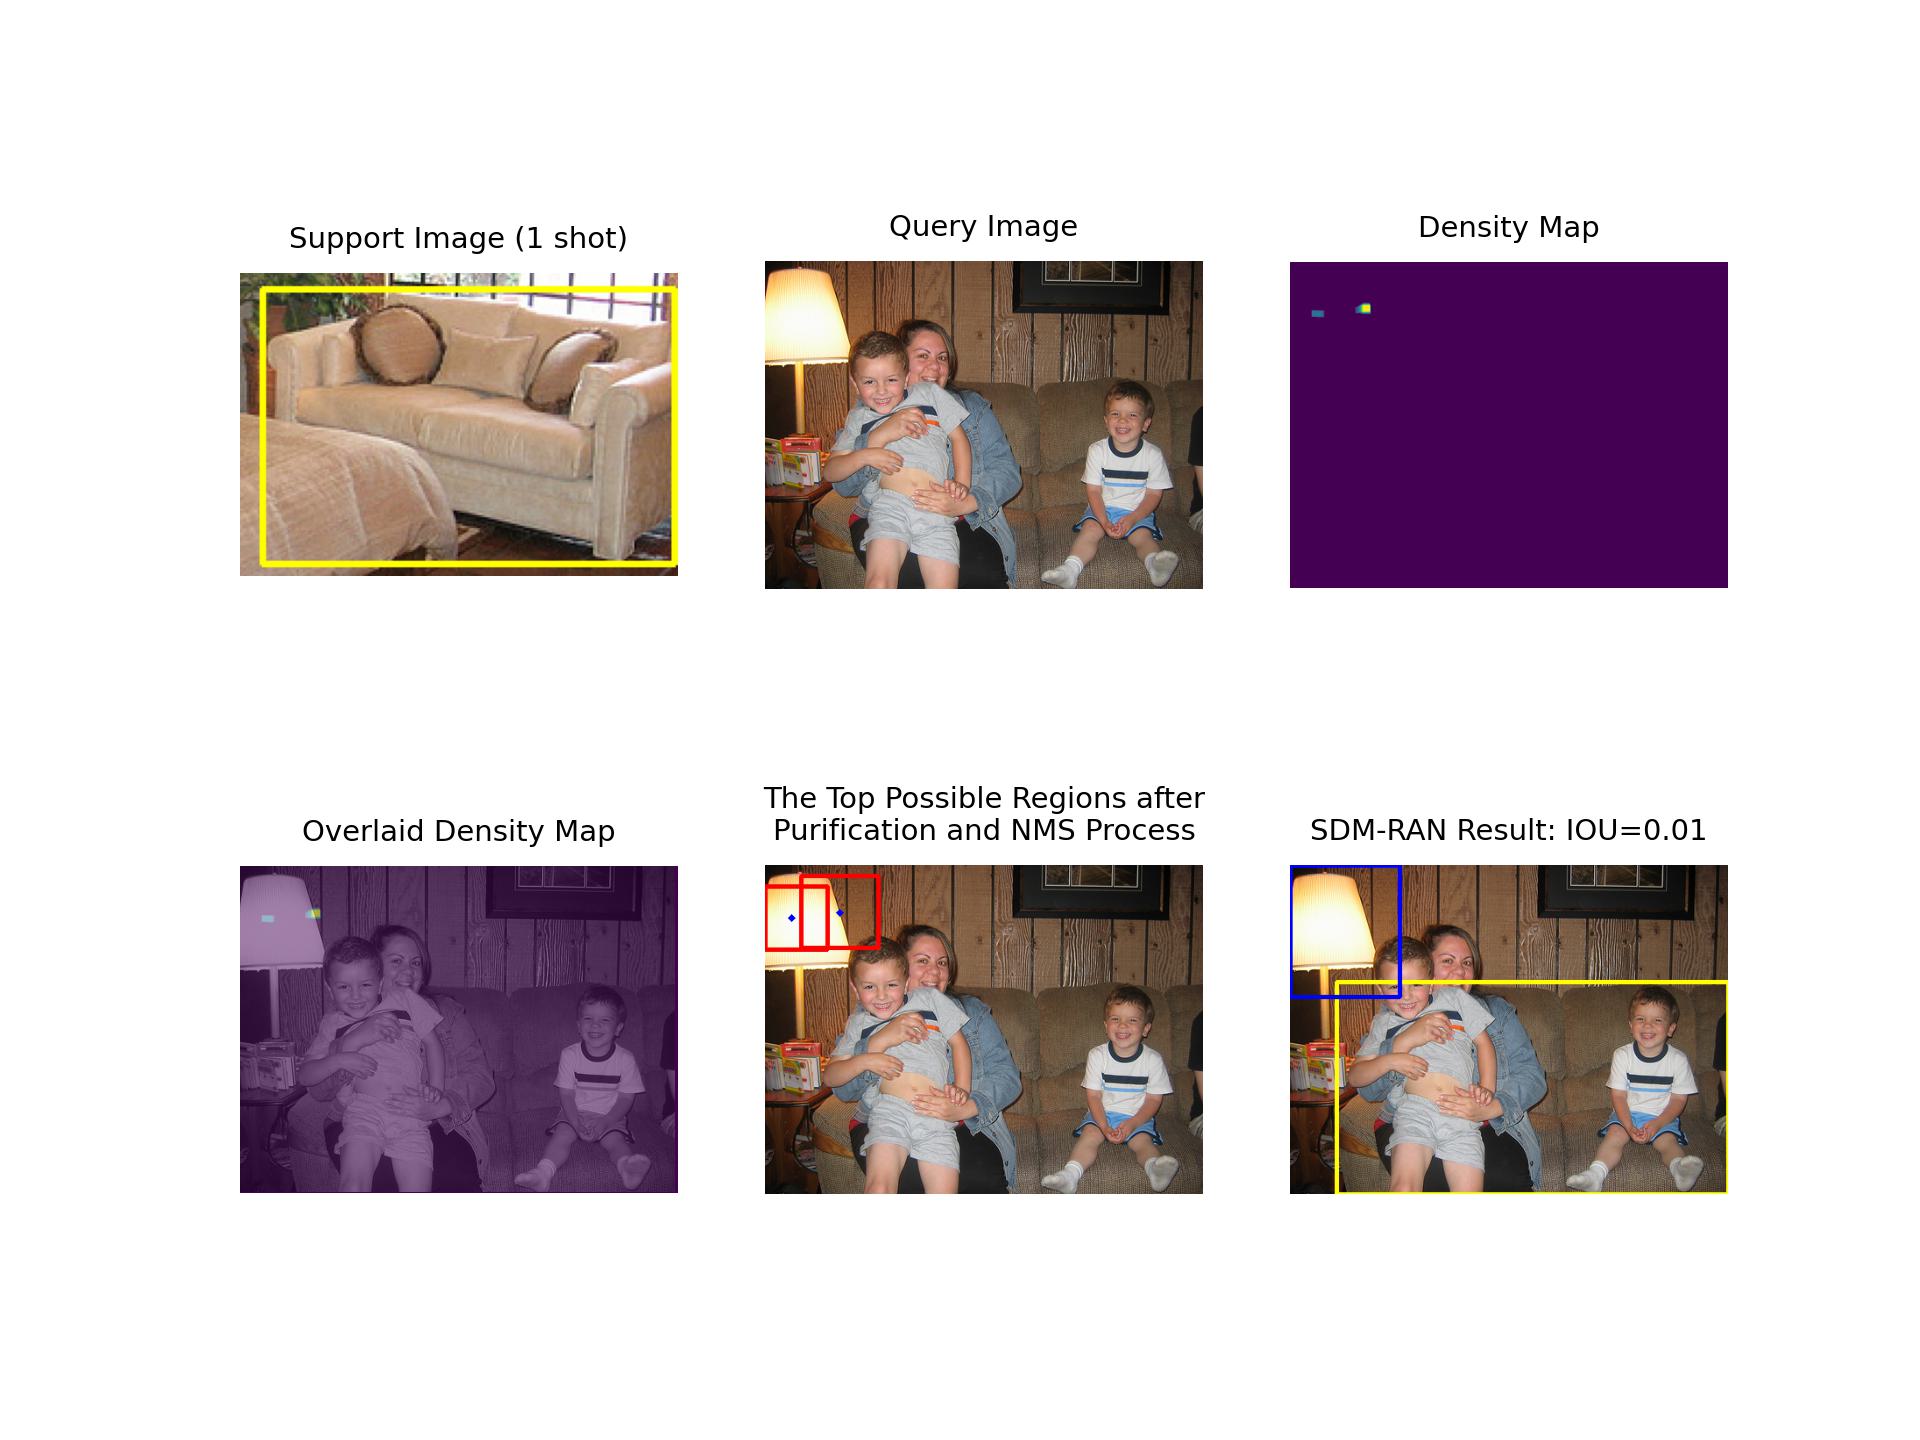 Support Image (1 shot)
Query Image
Density Map
Overlaid Density Map
The Top Possible Regions after
Purification and NMS Process
SDM-RAN Result: IOU=0.01